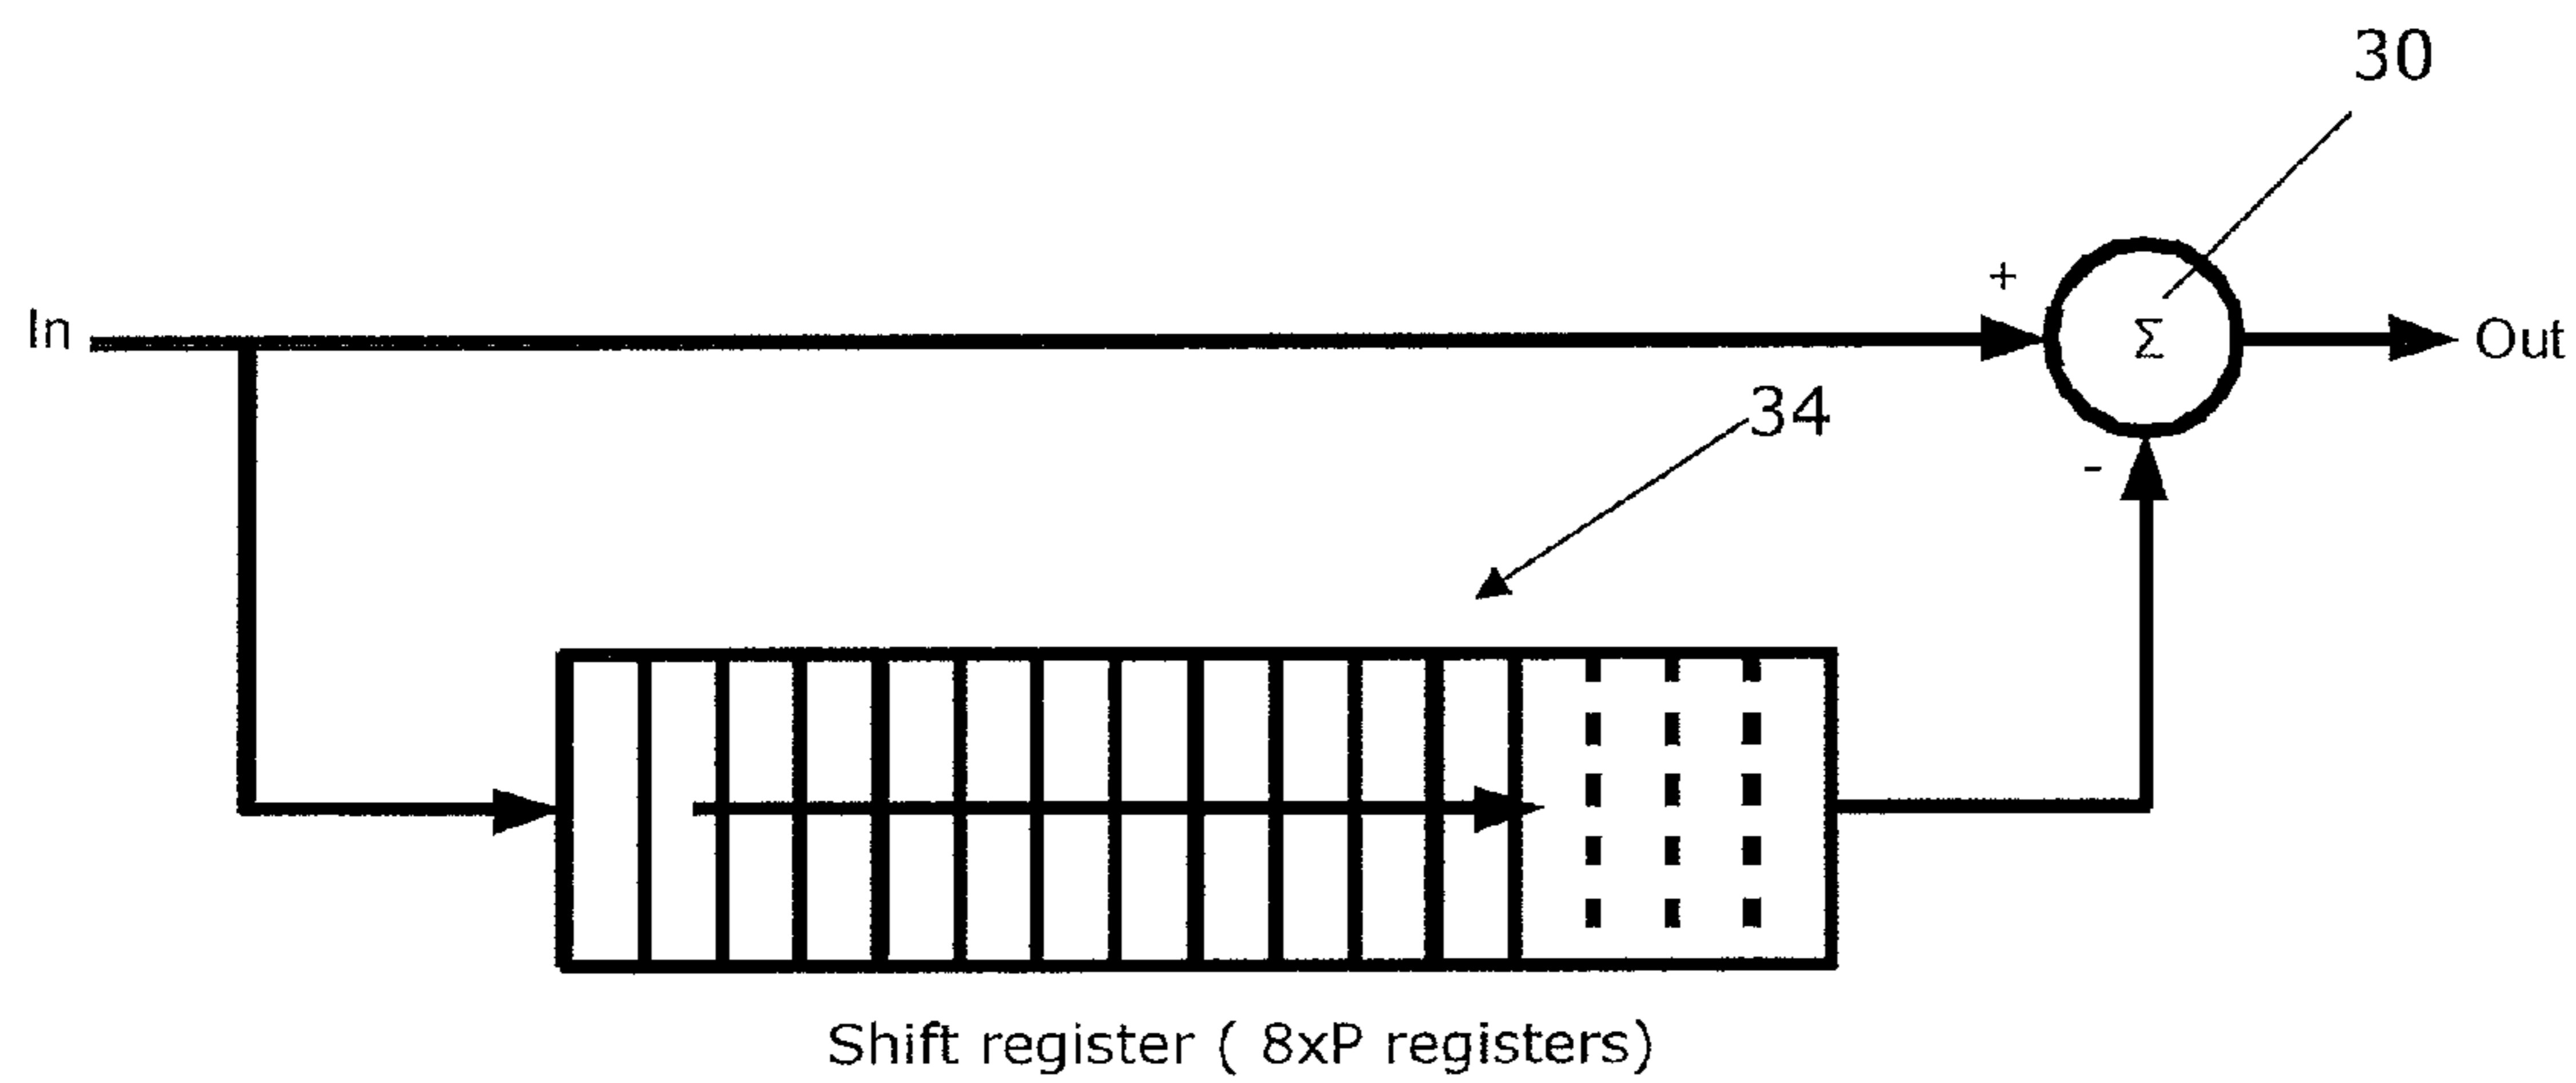 30
+
In
Σ
Out
34
-
Shift register ( 8xP registers)